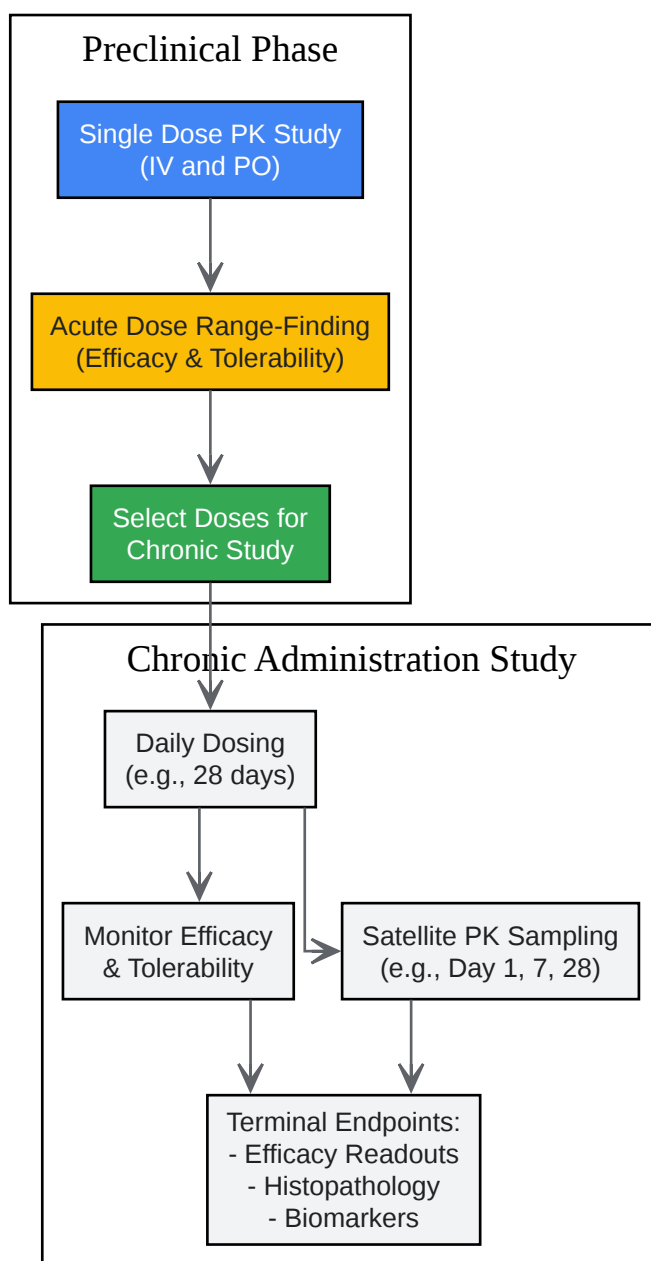 Preclinical Phase
Single Dose PK Study
(IV and PO)
Acute Dose Range-Finding
(Efficacy & Tolerability)
Select Doses for
Chronic Study
Chronic Administration Study
Daily Dosing
(e.g., 28 days)
Monitor Efficacy
& Tolerability
Satellite PK Sampling
(e.g., Day 1, 7, 28)
Terminal Endpoints:
- Efficacy Readouts
- Histopathology
- Biomarkers